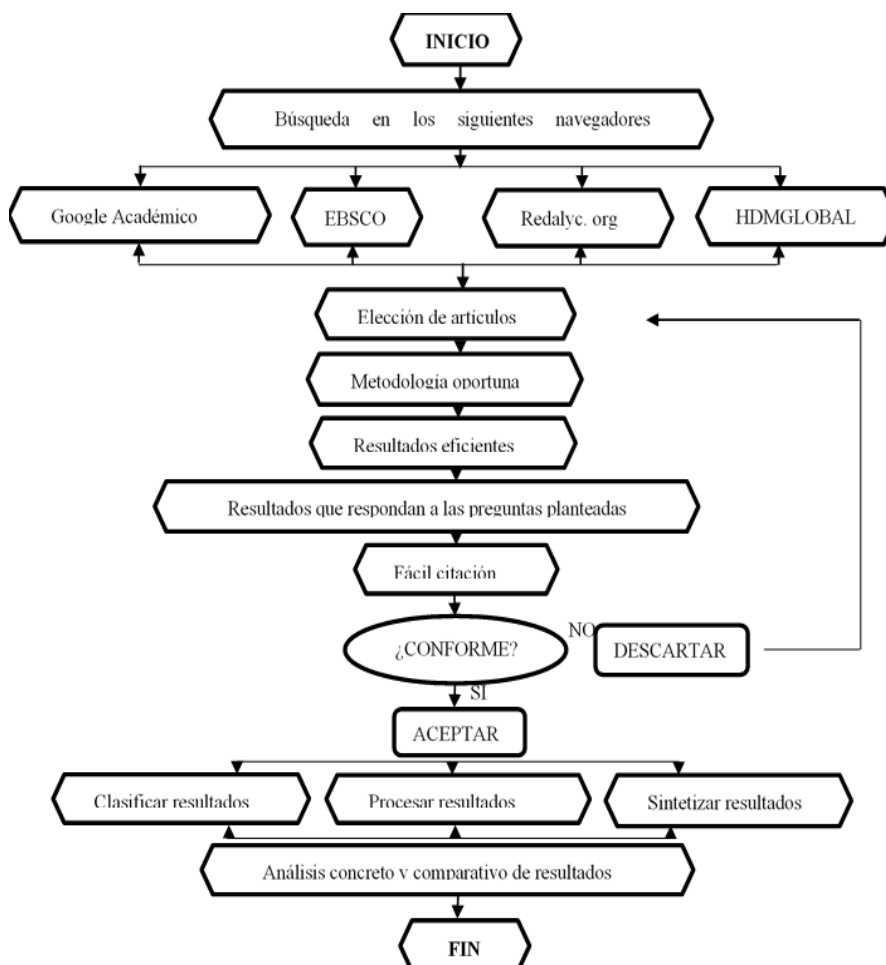 INICIO
Búsqueda en los siguientes navegadores
Google Académico
EBSCO
Redalyc. org
HDMGLOBAL
Elección de artículos
Metodología oportuna
Resultados eficientes
Resultados que respondan a las preguntas planteadas
Fácil citación
¿CONFORME?
NO
DESCARTAR
SI
ACEPTAR
Clasificar resultados
Procesar resultados
Sintetizar resultados
Análisis concreto y comparativo de resultados
FIN